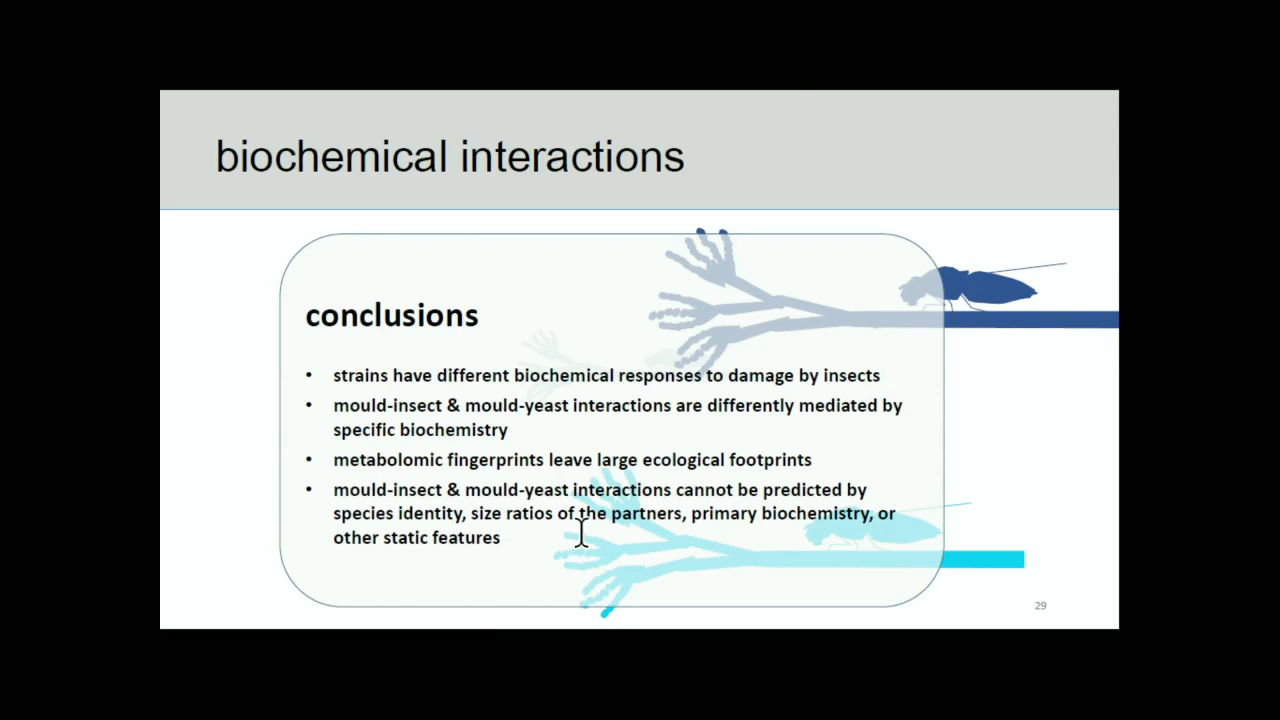 biochemical interactions
conclusions
• strains have different biochemical responses to damage by insects
• mould-insect & mould-yeast interactions are differently mediated by
specific biochemistry
• metabolomic fingerprints leave large ecological footprints
• mould-insect & mould-yeast interactions cannot be predicted by
species identity, size ratios of the partners, primary biochemistry, or
other static features
29